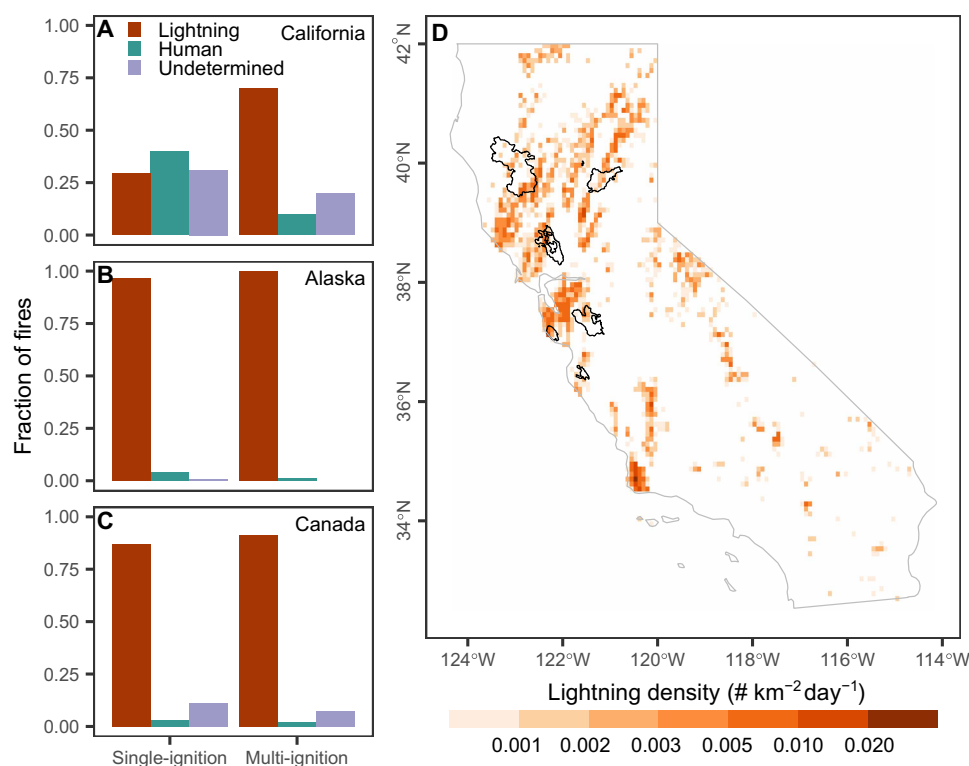 Fraction of fires
A
California
Lightning
Human
Undetermined
1.00
0.75
0.50
0.25
0.00
B
Alaska
1.00
0.75
0.50
0.25
0.00
C
Canada
1.00
0.75
0.50
0.25
0.00
Single-ignition Multi-ignition
D
42°N
40°N
38°N
36°N
34°N
124°W 122°W 120°W 118°W 116°W 114°W
Lightning density (# km⁻² day⁻¹)
0.001 0.002 0.003 0.005 0.010 0.020